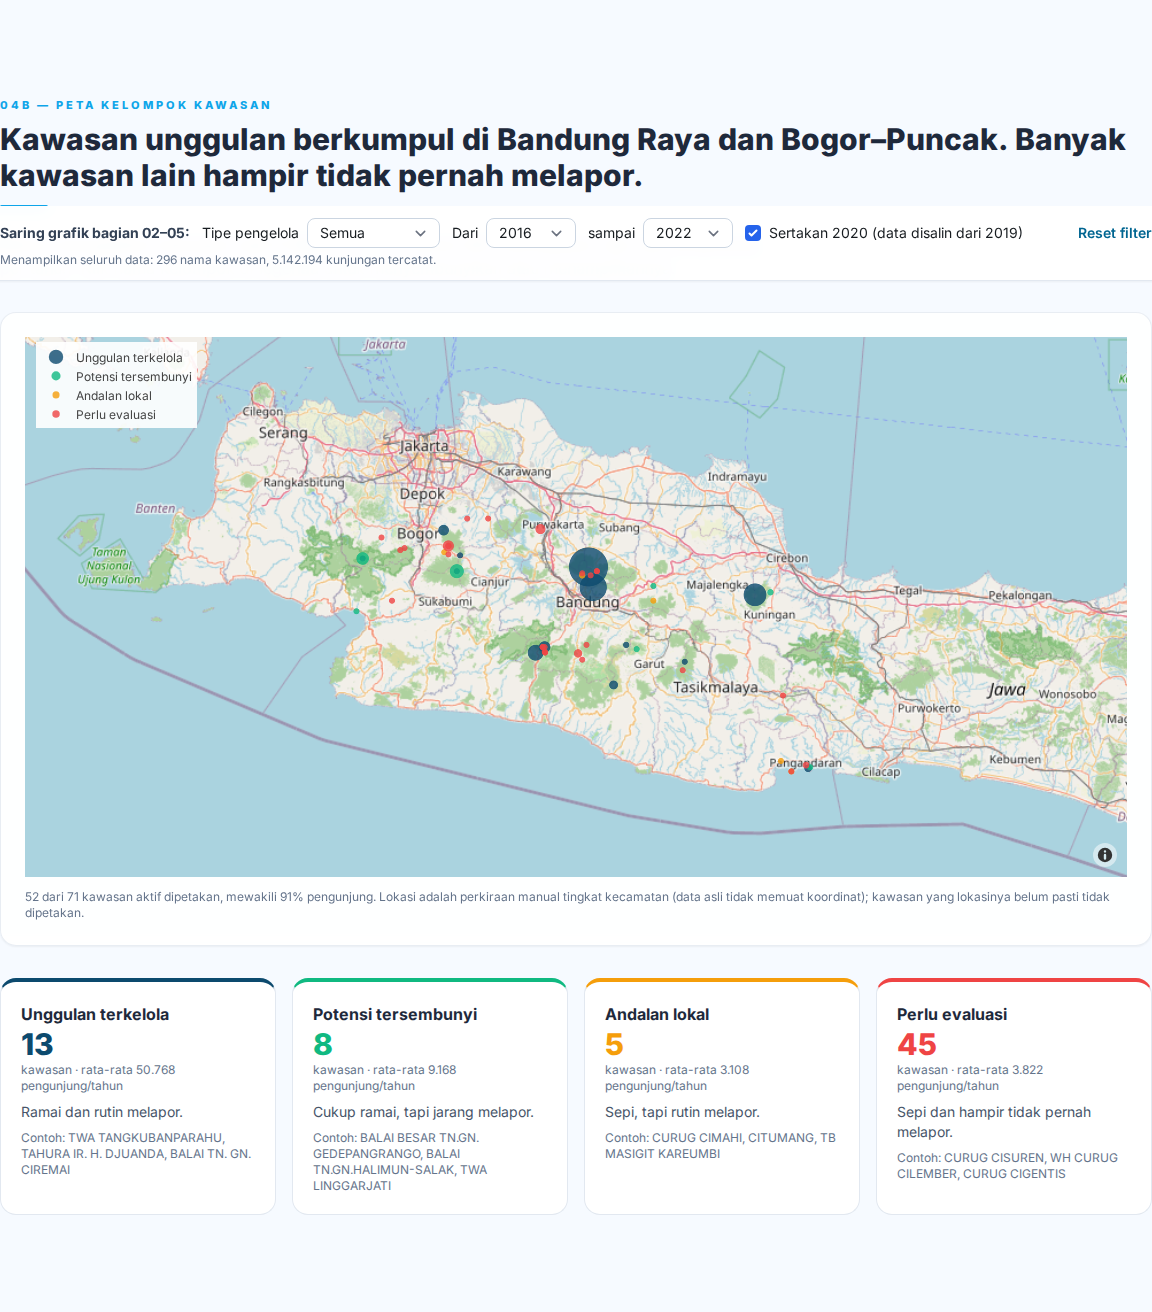 04B — PETA KELOMPOK KAWASAN
Kawasan unggulan berkumpul di Bandung Raya dan Bogor–Puncak. Banyak
kawasan lain hampir tidak pernah melapor.
Saring grafik bagian 02–05: Tipe pengelola Semua Dari 2016 sampai 2022 Sertakan 2020 (data disalin dari 2019) Reset filter
Menampilkan seluruh data: 296 nama kawasan, 5.142.194 kunjungan tercatat.
Unggulan terkelola
Potensi tersembunyi
Andalan lokal
Perlu evaluasi
Jakarta
Cilegon
Serang
Jakarta
Karawang
Indramayu
Rangkasbitung
Depok
Banten
Purwakarta
Subang
Bogor
Taman
Nasional
Ujung Kulon
Cianjur
Cirebon
Majalengka
Sukabumi
Bandung
Kuningan
Tegal
Pekalongan
Garut
Tasikmalaya
Jawa
Wonosobo
Purwokerto
Mag
Pangandaran
Cilacap
Kebumen
52 dari 71 kawasan aktif dipetakan, mewakili 91% pengunjung. Lokasi adalah perkiraan manual tingkat kecamatan (data asli tidak memuat koordinat); kawasan yang lokasinya belum pasti tidak
dipetakan.
Unggulan terkelola
13
kawasan · rata-rata 50.768
pengunjung/tahun
Ramai dan rutin melapor.
Contoh: TWA TANGKUBANPARAHU,
TAHURA IR. H. DJUANDA, BALAI TN. GN.
CIREMAI
Potensi tersembunyi
8
kawasan · rata-rata 9.168
pengunjung/tahun
Cukup ramai, tapi jarang melapor.
Contoh: BALAI BESAR TN.GN.
GEDEPANGRANGO, BALAI
TN.GN.HALIMUN-SALAK, TWA
LINGGARJATI
Andalan lokal
5
kawasan · rata-rata 3.108
pengunjung/tahun
Sepi, tapi rutin melapor.
Contoh: CURUG CIMAHI, CITUMANG, TB
MASIGIT KAREUMBI
Perlu evaluasi
45
kawasan · rata-rata 3.822
pengunjung/tahun
Sepi dan hampir tidak pernah
melapor.
Contoh: CURUG CISUREN, WH CURUG
CILEMBER, CURUG CIGENTIS